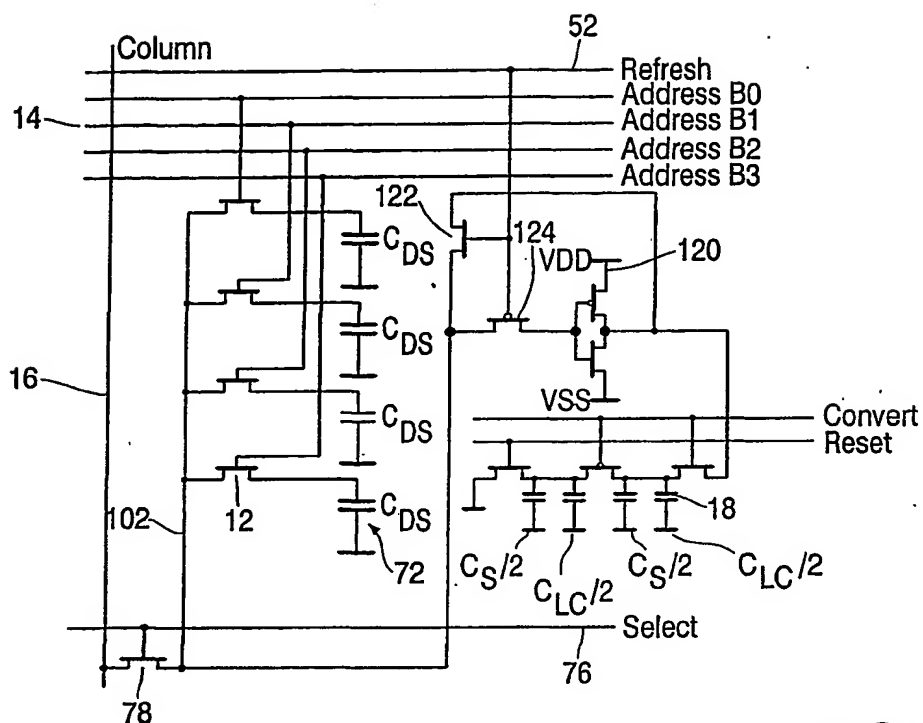 Column
52
Refresh
Address B0
14
Address B1
Address B2
Address B3
122
124
VDD
120
C_DS
C_DS
16
C_DS
VSS
Convert
Reset
12
C_DS
18
102
72
C_S/2
C_LC/2
C_S/2
C_LC/2
Select
76
78